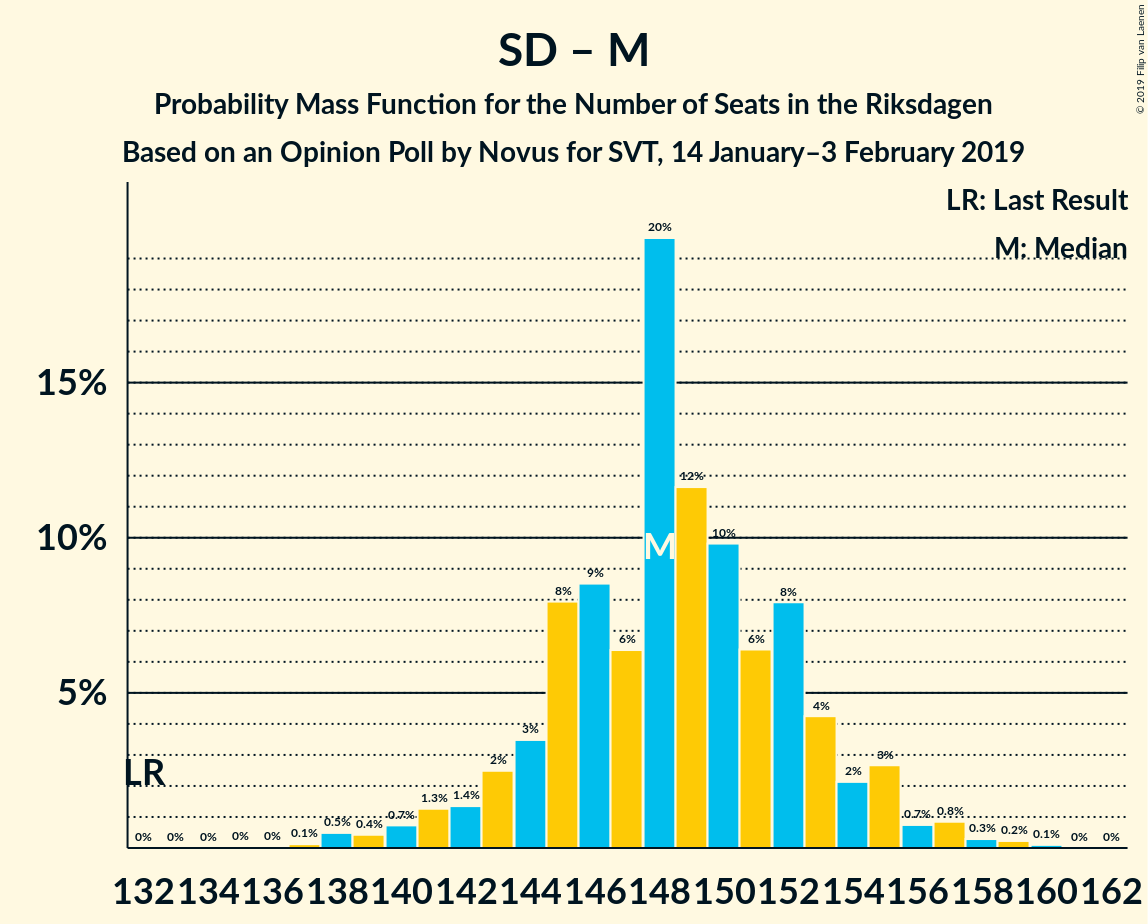 SD – M
Probability Mass Function for the Number of Seats in the Riksdagen
Based on an Opinion Poll by Novus for SVT, 14 January–3 February 2019
© 2019 Filip van Laenen
LR: Last Result
M: Median
15%
10%
5%
LR
M
0% 0% 0% 0% 0% 0.1% 0.5% 0.4% 0.7% 1.3% 1.4% 2% 3% 8% 9% 6% 20% 12% 10% 6% 8% 4% 2% 3% 0.7% 0.8% 0.3% 0.2% 0.1% 0% 0%
132 134 136 138 140 142 144 146 148 150 152 154 156 158 160 162